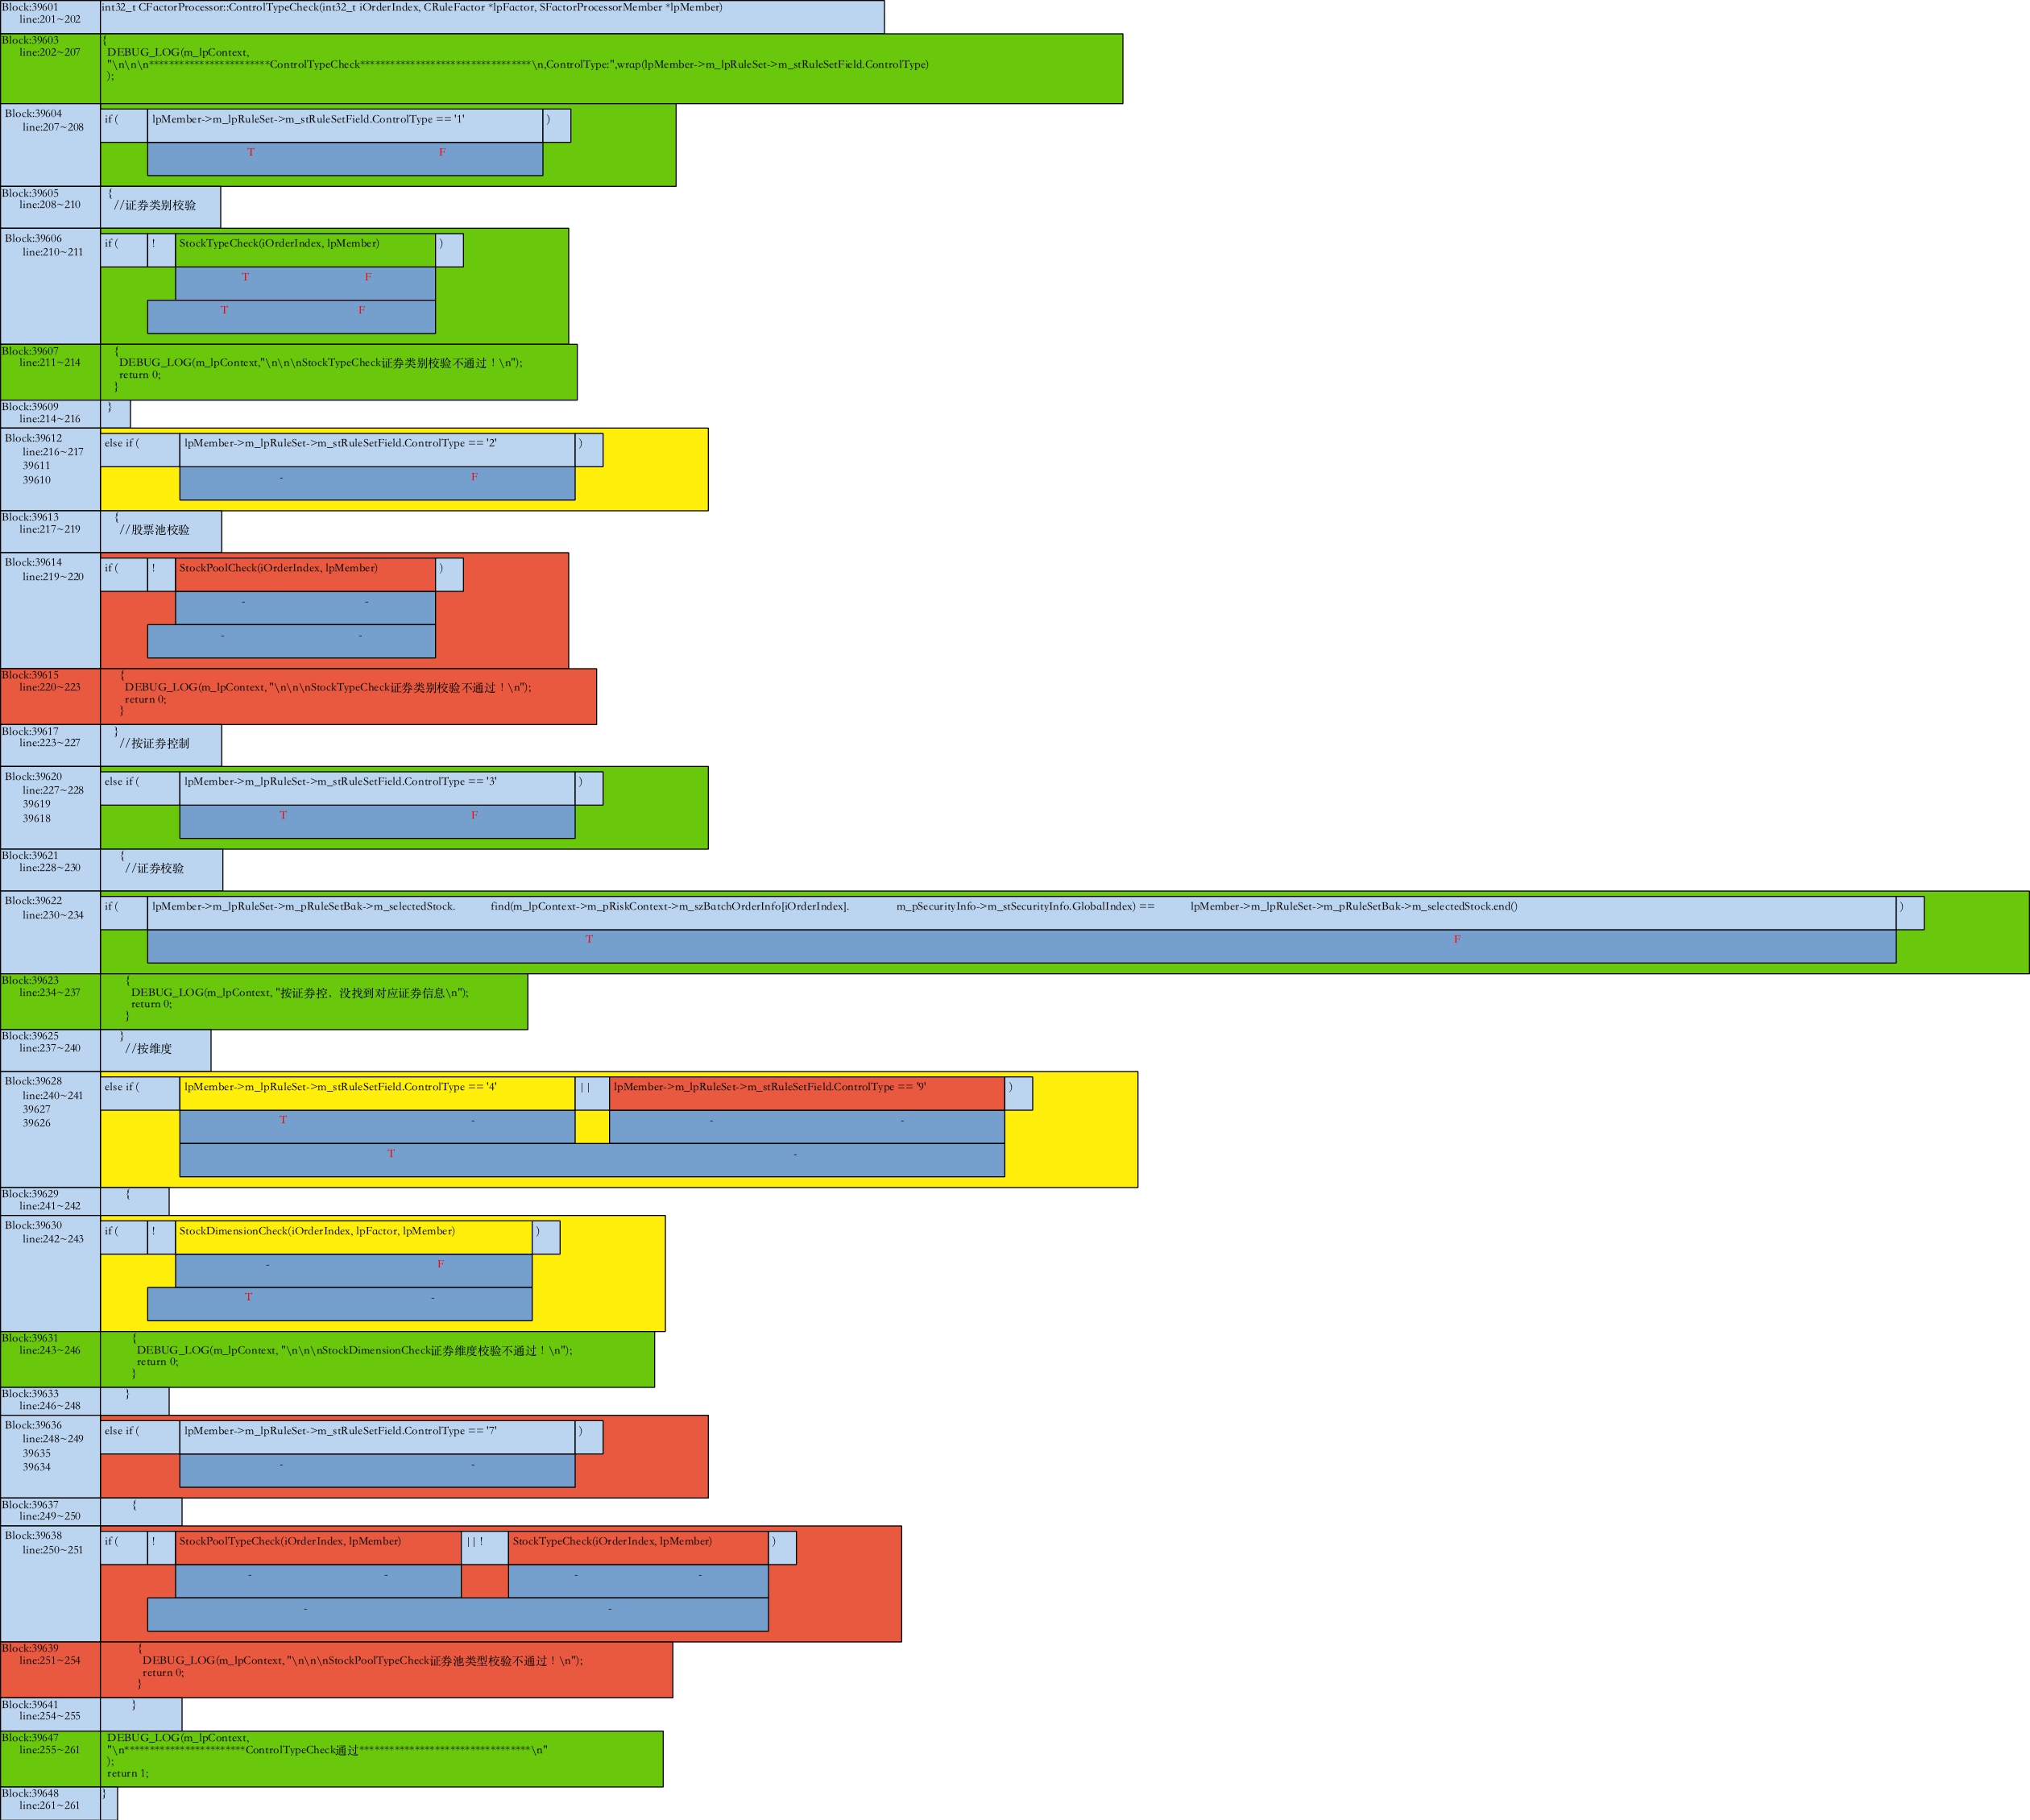 Block:39601
line:201~202
int32_t CFactorProcessor::ControlTypeCheck(int32_t iOrderIndex, CRuleFactor *lpFactor, SFactorProcessorMember *lpMember)
Block:39603
line:202~207
{
DEBUG_LOG(m_lpContext,
"\n\n\n************************ControlTypeCheck**********************************\n,ControlType:",wrap(lpMember->m_lpRuleSet->m_stRuleSetField.ControlType)
);
Block:39604
line:207~208
if ( lpMember->m_lpRuleSet->m_stRuleSetField.ControlType == '1' )
T F
Block:39605
line:208~210
{
//证券类别校验
Block:39606
line:210~211
if ( ! StockTypeCheck(iOrderIndex, lpMember) )
T F
T F
Block:39607
line:211~214
{
DEBUG_LOG(m_lpContext,"\n\n\nStockTypeCheck证券类别校验不通过！\n");
return 0;
}
Block:39609
line:214~216
}
Block:39612
line:216~217
39611
39610
else if ( lpMember->m_lpRuleSet->m_stRuleSetField.ControlType == '2' )
- F
Block:39613
line:217~219
{
//股票池校验
Block:39614
line:219~220
if ( ! StockPoolCheck(iOrderIndex, lpMember) )
- -
- -
Block:39615
line:220~223
{
DEBUG_LOG(m_lpContext, "\n\n\nStockTypeCheck证券类别校验不通过！\n");
return 0;
}
Block:39617
line:223~227
}
//按证券控制
Block:39620
line:227~228
39619
39618
else if ( lpMember->m_lpRuleSet->m_stRuleSetField.ControlType == '3' )
T F
Block:39621
line:228~230
{
//证券校验
Block:39622
line:230~234
if ( lpMember->m_lpRuleSet->m_pRuleSetBak->m_selectedStock. find(m_lpContext->m_pRiskContext->m_szBatchOrderInfo[iOrderIndex]. m_pSecurityInfo->m_stSecurityInfo.GlobalIndex) == lpMember->m_lpRuleSet->m_pRuleSetBak->m_selectedStock.end() )
T F
Block:39623
line:234~237
{
DEBUG_LOG(m_lpContext, "按证券控，没找到对应证券信息\n");
return 0;
}
Block:39625
line:237~240
}
//按维度
Block:39628
line:240~241
39627
39626
else if ( lpMember->m_lpRuleSet->m_stRuleSetField.ControlType == '4' || lpMember->m_lpRuleSet->m_stRuleSetField.ControlType == '9' )
T - - -
T -
Block:39629
line:241~242
{
Block:39630
line:242~243
if ( ! StockDimensionCheck(iOrderIndex, lpFactor, lpMember) )
- F
T -
Block:39631
line:243~246
{
DEBUG_LOG(m_lpContext, "\n\n\nStockDimensionCheck证券维度校验不通过！\n");
return 0;
}
Block:39633
line:246~248
}
Block:39636
line:248~249
39635
39634
else if ( lpMember->m_lpRuleSet->m_stRuleSetField.ControlType == '7' )
- -
Block:39637
line:249~250
{
Block:39638
line:250~251
if ( ! StockPoolTypeCheck(iOrderIndex, lpMember) || ! StockTypeCheck(iOrderIndex, lpMember) )
- - - -
- -
Block:39639
line:251~254
{
DEBUG_LOG(m_lpContext, "\n\n\nStockPoolTypeCheck证券池类型校验不通过！\n");
return 0;
}
Block:39641
line:254~255
}
Block:39647
line:255~261
DEBUG_LOG(m_lpContext,
"\n************************ControlTypeCheck通过**********************************\n"
);
return 1;
Block:39648
line:261~261
}